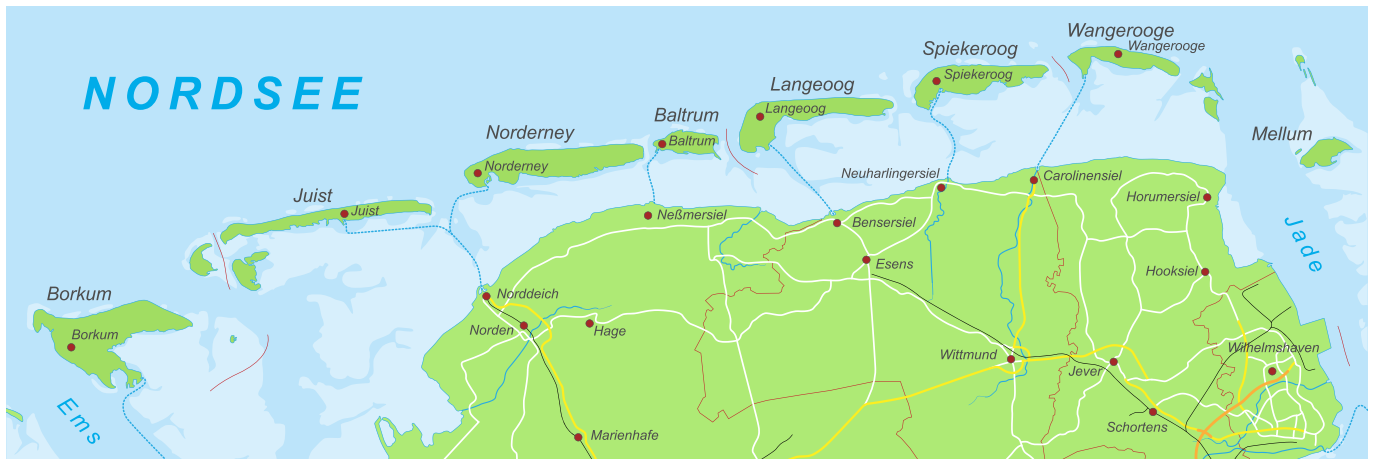 NORDSEE
Wangerooge
Wangerooge
Spiekeroog
Spiekeroog
Langeoog
Langeoog
Baltrum
Baltrum
Norderney
Norderney
Mellum
Juist
Juist
Neuharlingersiel
Carolinensiel
Horumersiel
Neßmersiel
Bensersiel
Jade
Esens
Hooksiel
Borkum
Borkum
Norddeich
Norden
Hage
Wittmund
Jever
Wilhelmshaven
Ems
Schortens
Marienhafe